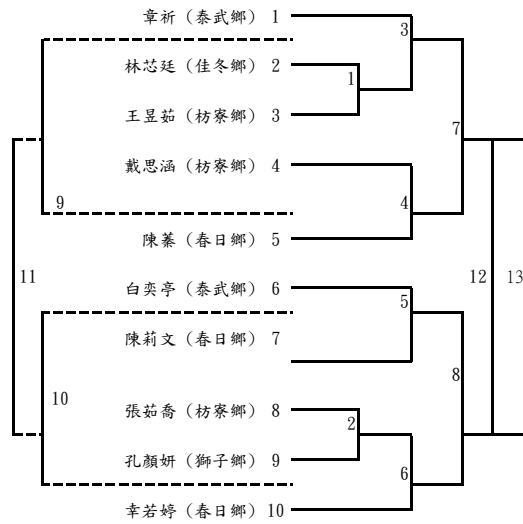 章祈（泰武鄉） 1
3
林芯廷（佳冬鄉） 2
1
王昱茹（枋寮鄉） 3
7
戴思涵（枋寮鄉） 4
9
4
陳蓁（春日鄉） 5
11
12
13
白奕亭（泰武鄉） 6
5
陳莉文（春日鄉） 7
8
10
張茹喬（枋寮鄉） 8
2
孔顏妍（獅子鄉） 9
6
幸若婷（春日鄉） 10